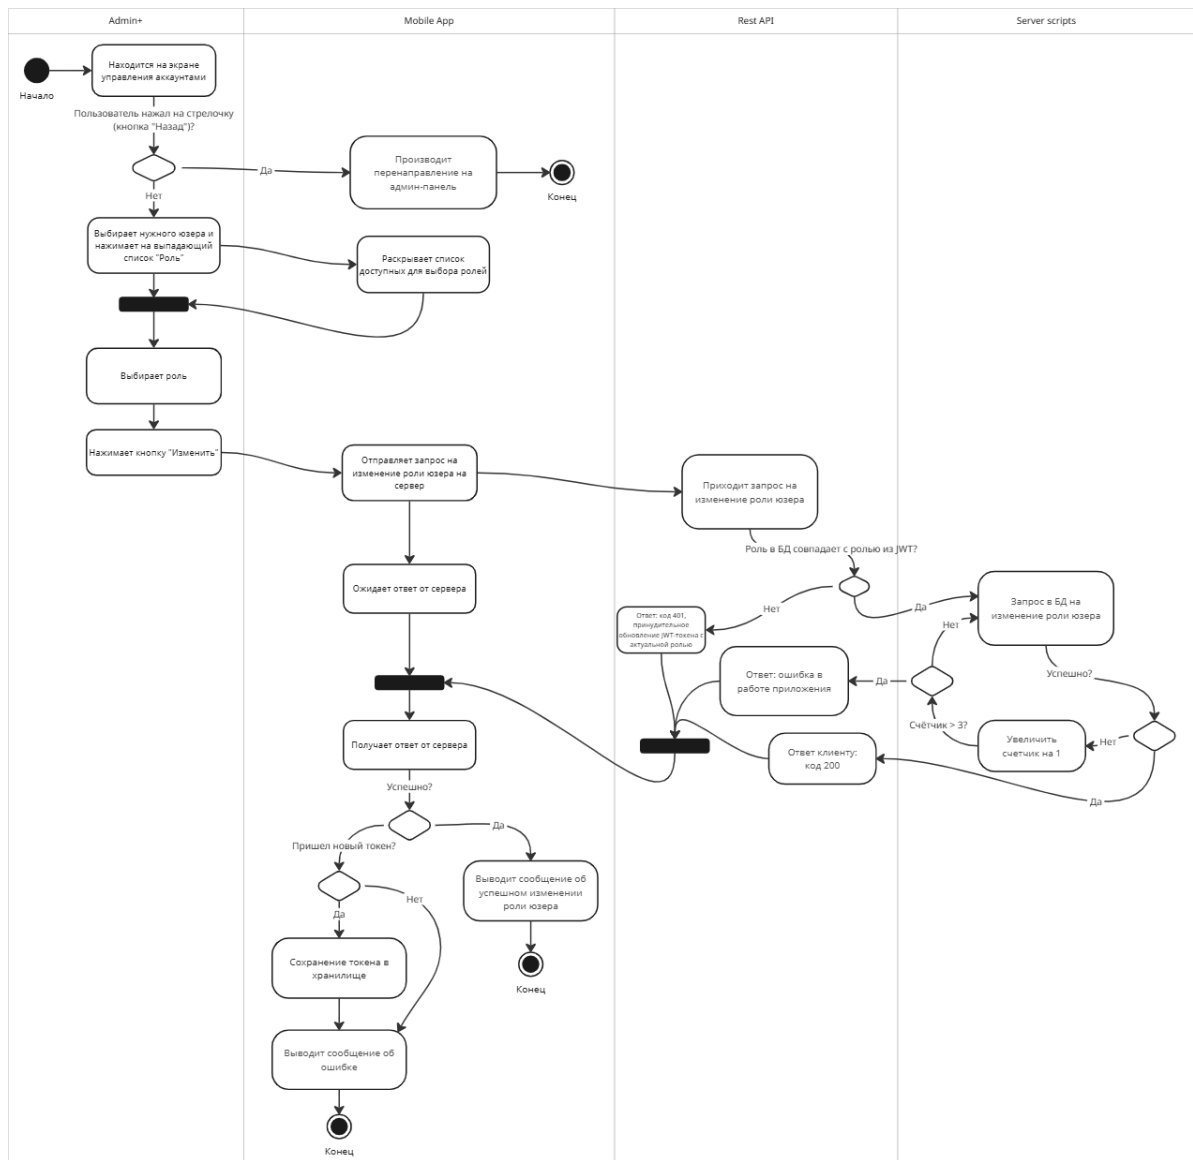 Admin+
Mobile App
Rest API
Server scripts
Начало
Находится на экране
управления аккаунтами
Пользователь нажал на стрелочку
(кнопка "Назад")?
Да
Производит
перенаправление на
админ-панель
Конец
Нет
Выбирает нужного юзера и
нажимает на выпадающий
список "Роль"
Раскрывает список
доступных для выбора ролей
Выбирает роль
Нажимает кнопку "Изменить"
Отправляет запрос на
изменение роли юзера на
сервер
Приходит запрос на
изменение роли юзера
Роль в БД совпадает с ролью из JWT?
Нет
Да
Ответ: код 401,
принудительное
обновление JWT-токена с
актуальной ролью
Запрос в БД на
изменение роли юзера
Ожидает ответ от сервера
Нет
Успешно?
Ответ: ошибка в
работе приложения
Да
Счётчик > 3?
Увеличить
счетчик на 1
Нет
Ответ клиенту:
код 200
Да
Получает ответ от сервера
Успешно?
Да
Пришел новый токен?
Выводит сообщение об
успешном изменении
роли юзера
Конец
Нет
Да
Сохранение токена в
хранилище
Выводит сообщение об
ошибке
Конец